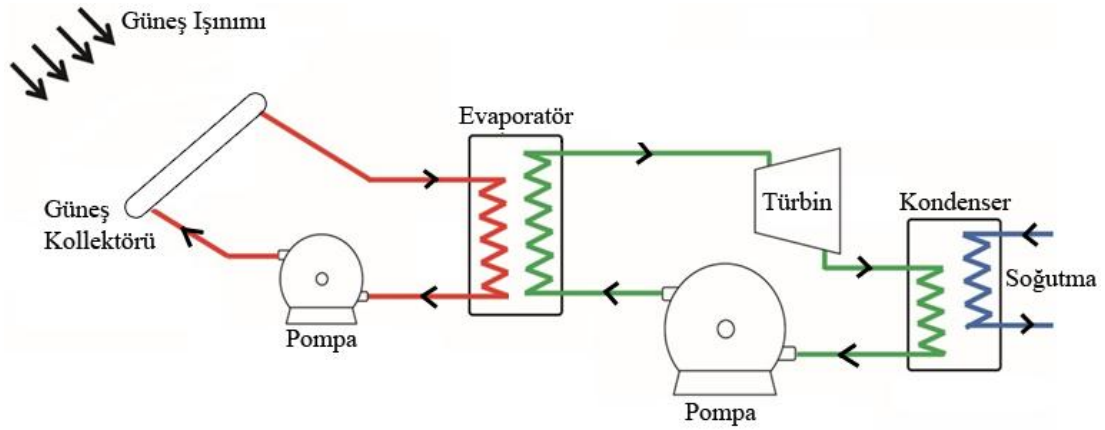 Güneş Işınımı
Evaporatör
Güneş
Kollektörü
Türbin
Kondenser
Soğutma
Pompa
Pompa